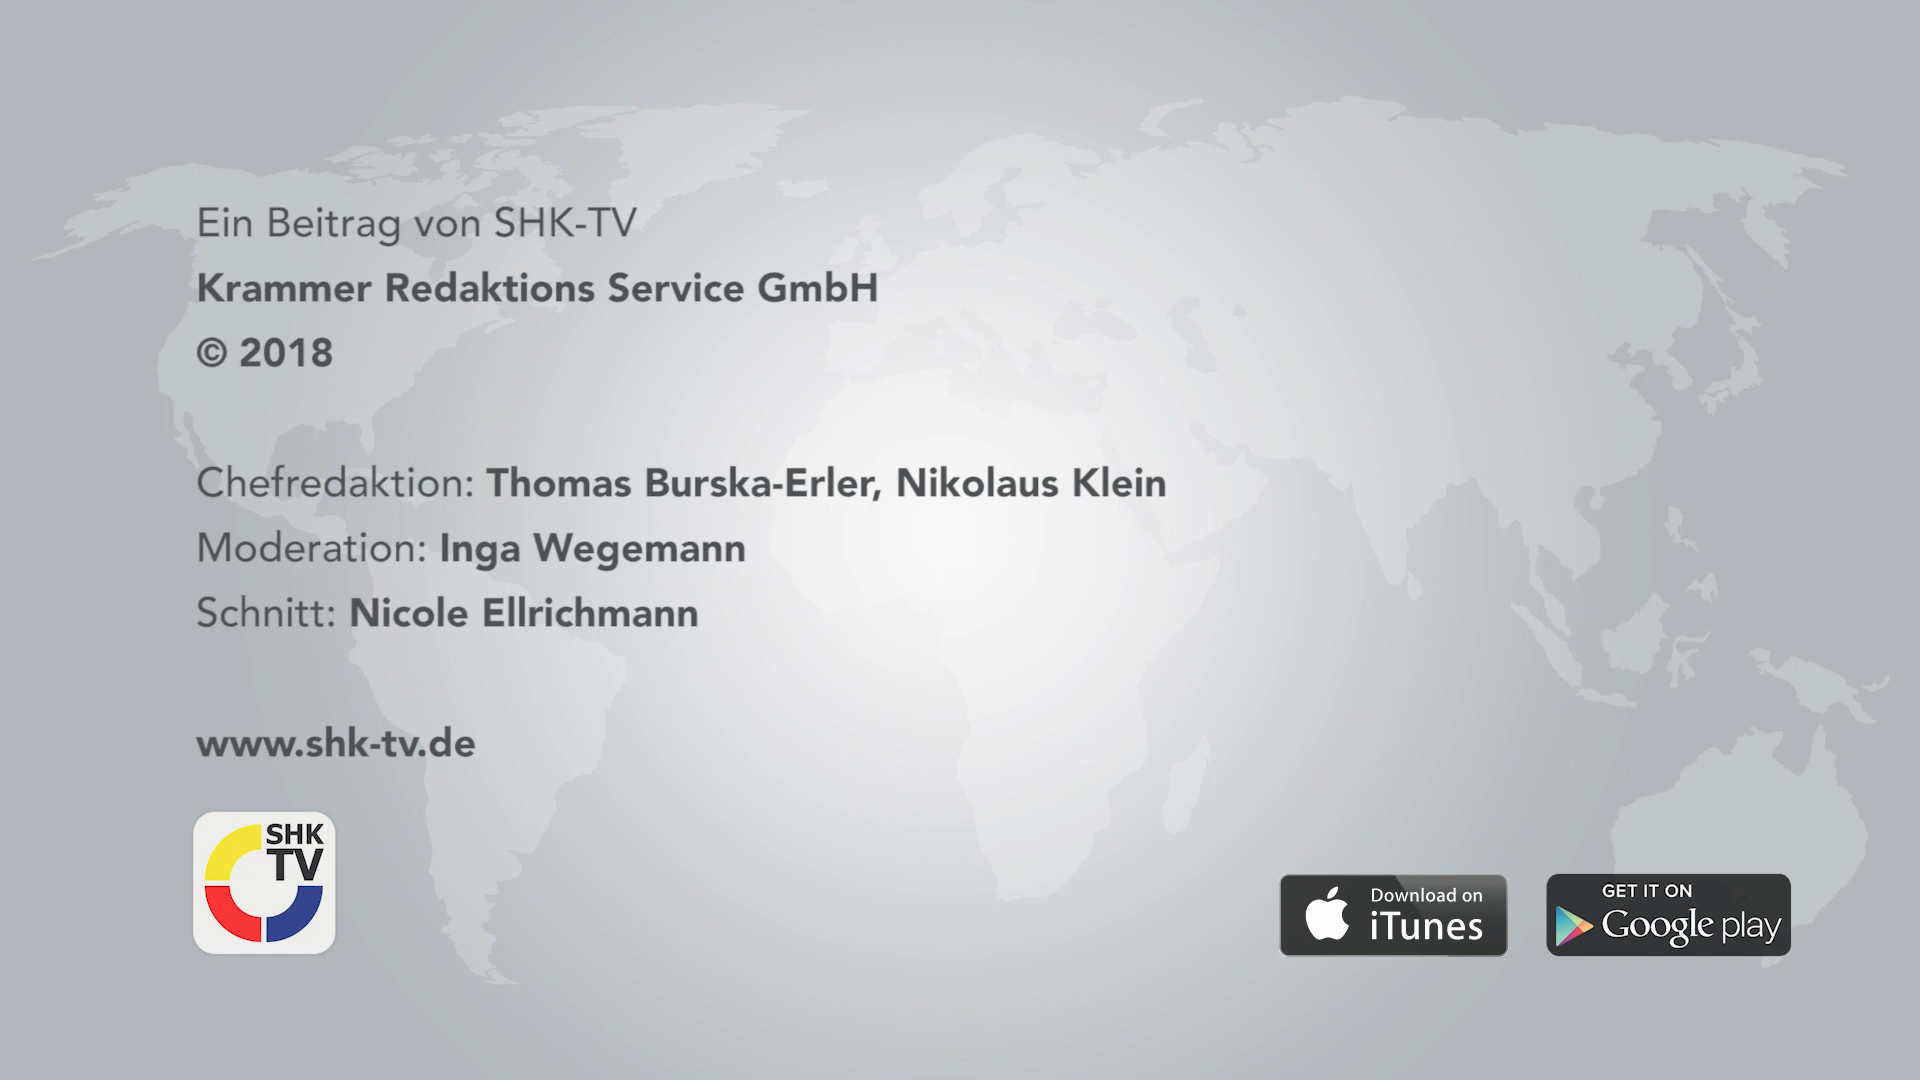 Ein Beitrag von SHK-TV
Krammer Redaktions Service GmbH
© 2018
Chefredaktion: Thomas Burska-Erler, Nikolaus Klein
Moderation: Inga Wegemann
Schnitt: Nicole Ellrichmann
www.shk-tv.de
SHK
TV
Download on
iTunes
GET IT ON
Google play